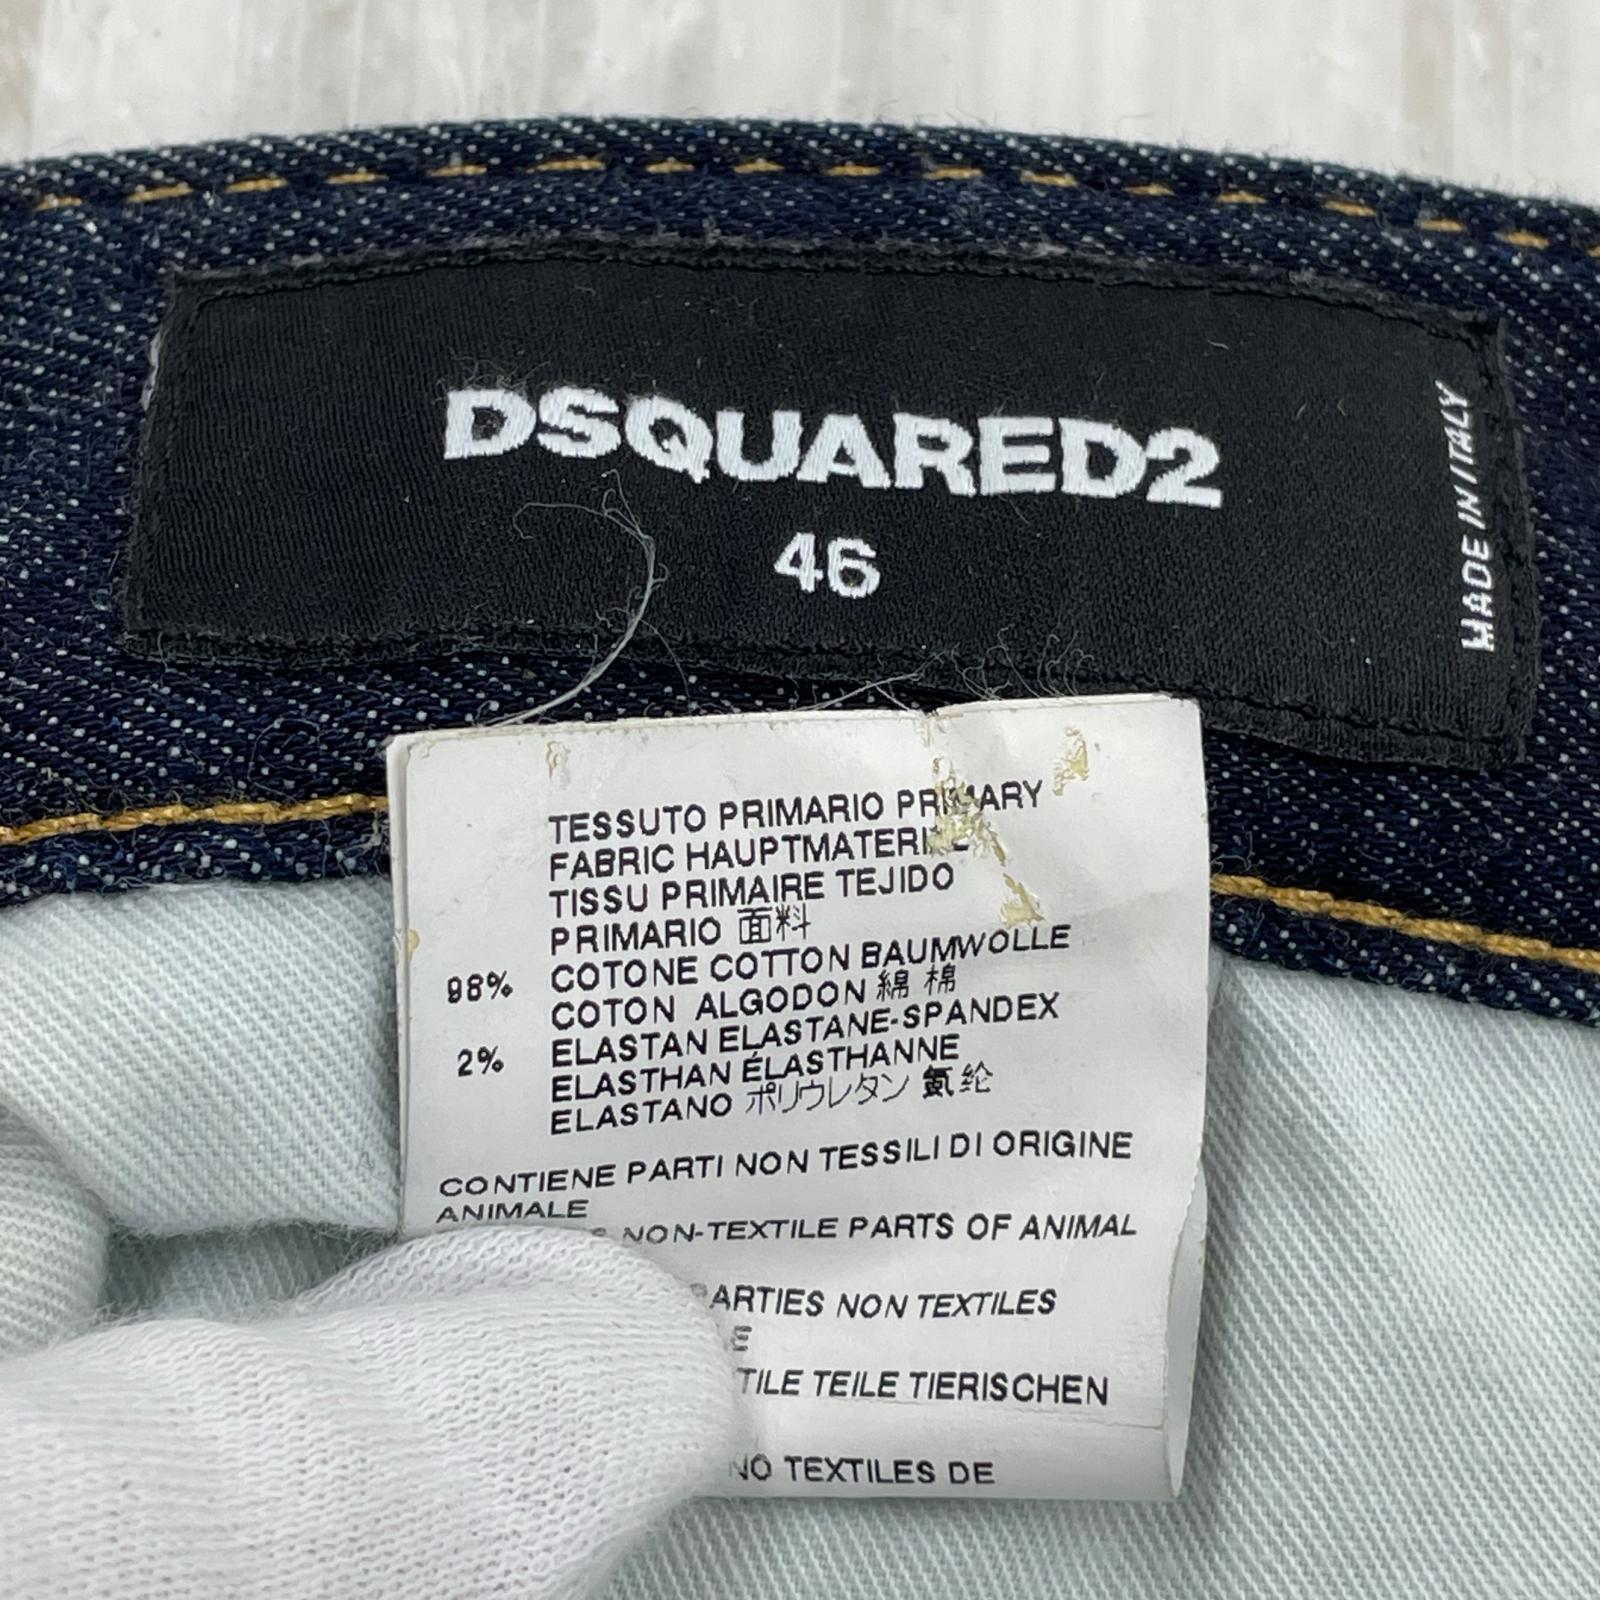 DSQUARED2
46
MADE IN ITALY
TESSUTO PRIMARIO PRIMARY
FABRIC HAUPTMATERI
TISSU PRIMAIRE TEJIDO
PRIMARIO 面料
98% COTONE COTTON BAUMWOLLE
COTON ALGODON 綿 棉
2% ELASTAN ELASTANE-SPANDEX
ELASTHAN ÉLASTHANNE
ELASTANO ポリウレタン 氨纶
CONTIENE PARTI NON TESSILI DI ORIGINE
ANIMALE
NON-TEXTILE PARTS OF ANIMAL
PARTIES NON TEXTILES
E
TILE TEILE TIERISCHEN
NO TEXTILES DE